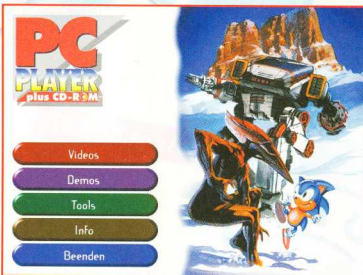 PC
PLAYER
plus CD-ROM
Videos
Demos
Tools
Info
Beenden